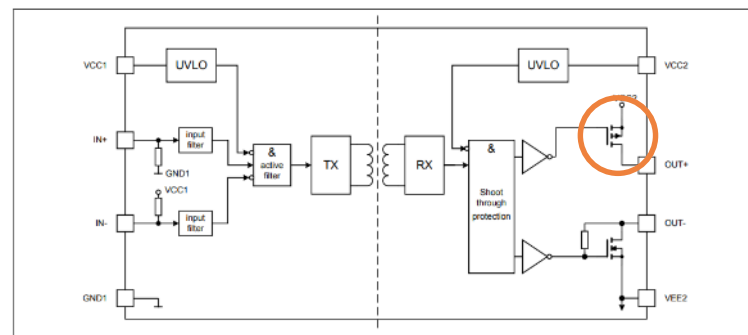 VCC1
UVLO
UVLO
VCC2
IN+
input
filter
GND1
VCC1
&
active
filter
TX
RX
&
Shoot
through
protection
OUT+
IN-
input
filter
OUT-
GND1
VEE2